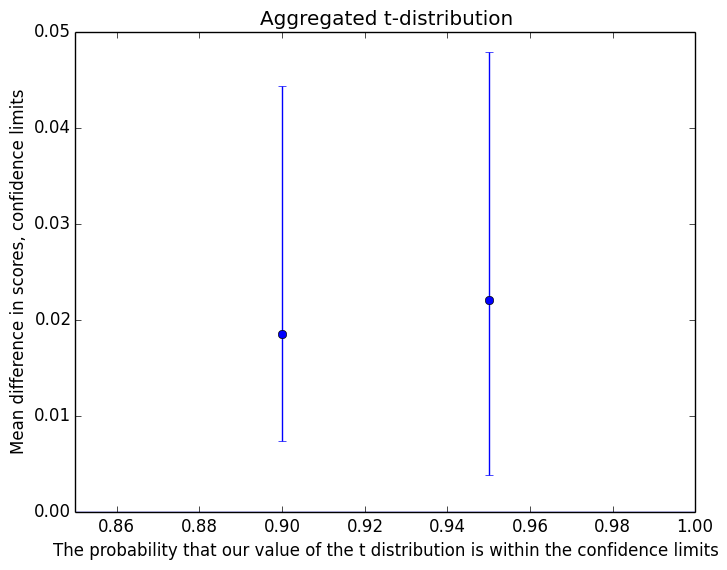 Aggregated t-distribution
Mean difference in scores, confidence limits
0.05
0.04
0.03
0.02
0.01
0.00
0.86 0.88 0.90 0.92 0.94 0.96 0.98 1.00
The probability that our value of the t distribution is within the confidence limits